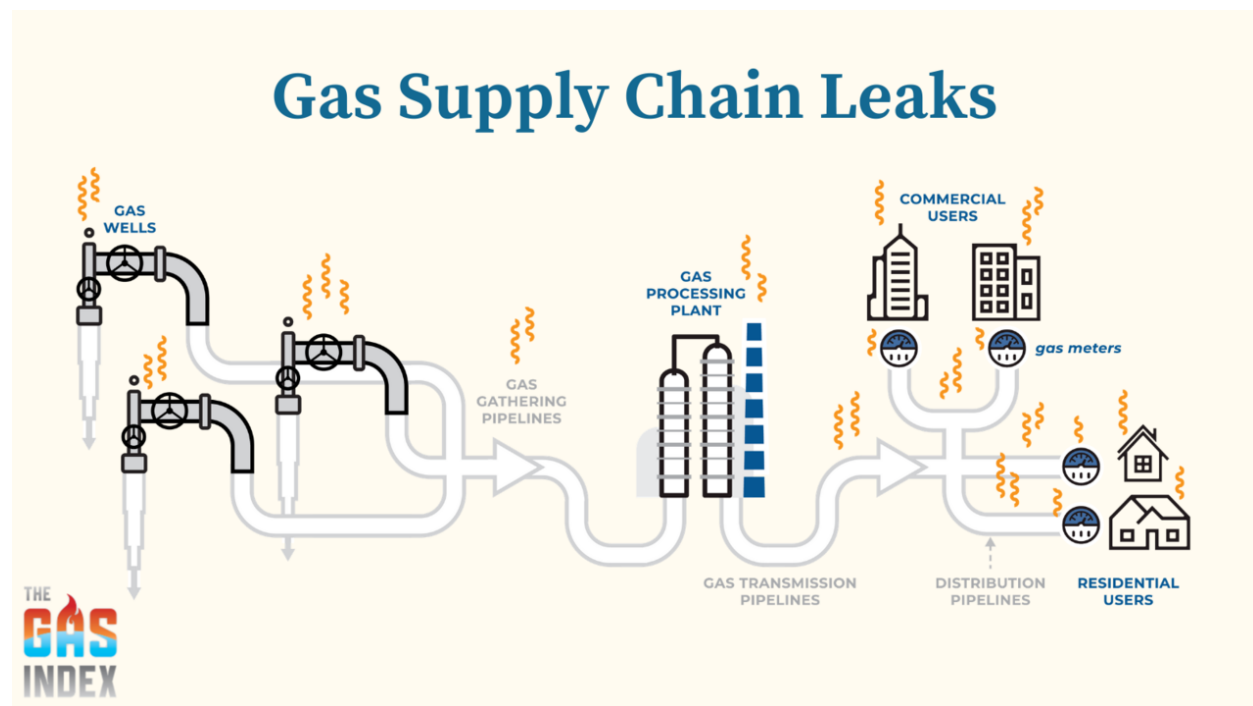 Gas Supply Chain Leaks
GAS
WELLS
GAS
GATHERING
PIPELINES
GAS
PROCESSING
PLANT
GAS TRANSMISSION
PIPELINES
COMMERCIAL
USERS
gas meters
DISTRIBUTION
PIPELINES
RESIDENTIAL
USERS
THE
GAS
INDEX